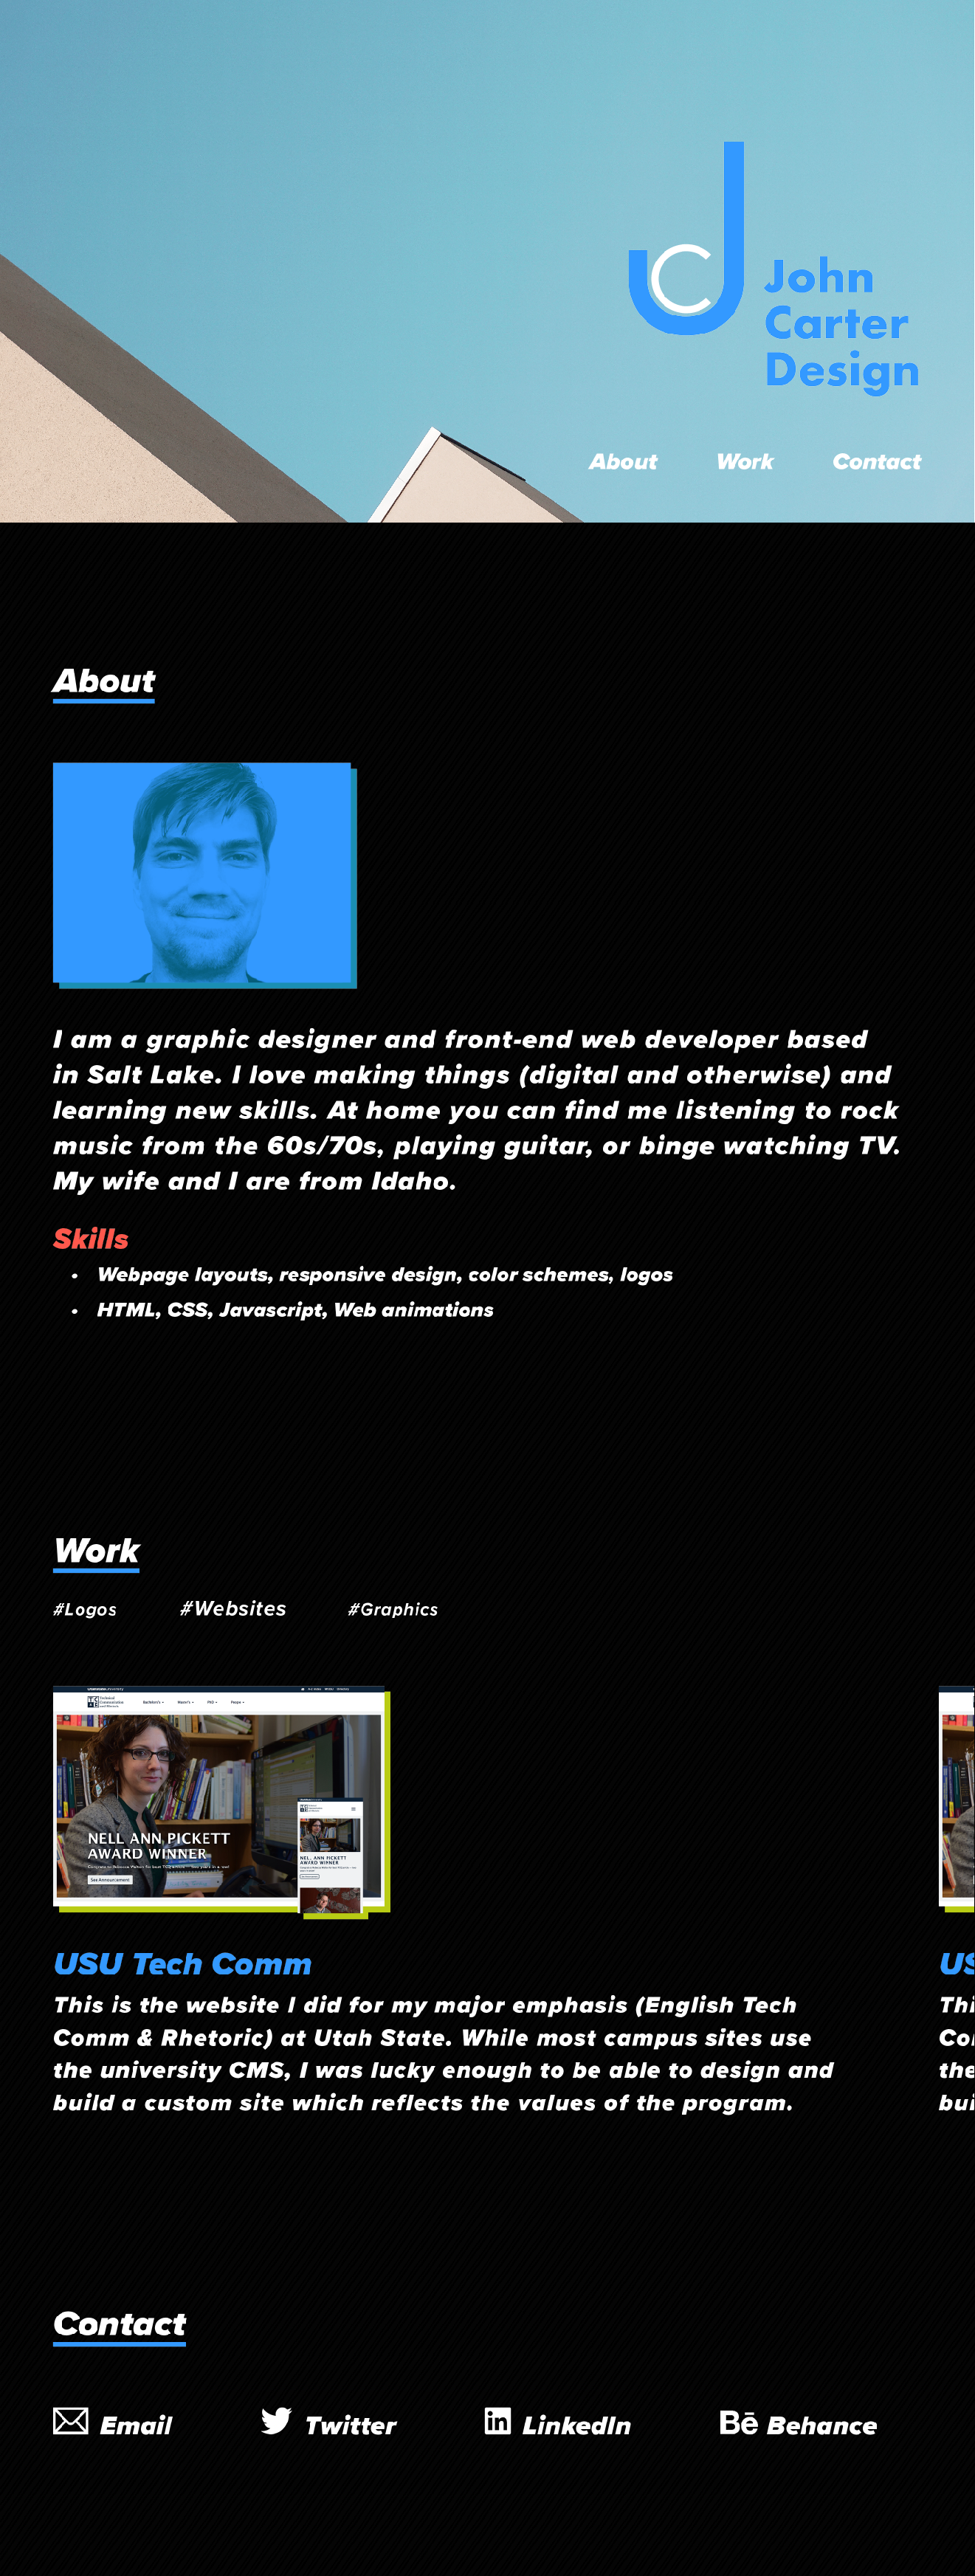 John
Carter
Design
About Work Contact
About
I am a graphic designer and front-end web developer based
in Salt Lake. I love making things (digital and otherwise) and
learning new skills. At home you can find me listening to rock
music from the 60s/70s, playing guitar, or binge watching TV.
My wife and I are from Idaho.
Skills
• Webpage layouts, responsive design, color schemes, logos
• HTML, CSS, Javascript, Web animations
Work
#Logos #Websites #Graphics
NELL ANN PICKETT
AWARD WINNER
See Announcement
NELL ANN PICKETT
AWARD WINNER
USU Tech Comm
This is the website I did for my major emphasis (English Tech
Comm & Rhetoric) at Utah State. While most campus sites use
the university CMS, I was lucky enough to be able to design and
build a custom site which reflects the values of the program.
US
Thi
Co
the
bui
Contact
Email Twitter LinkedIn Bē Behance